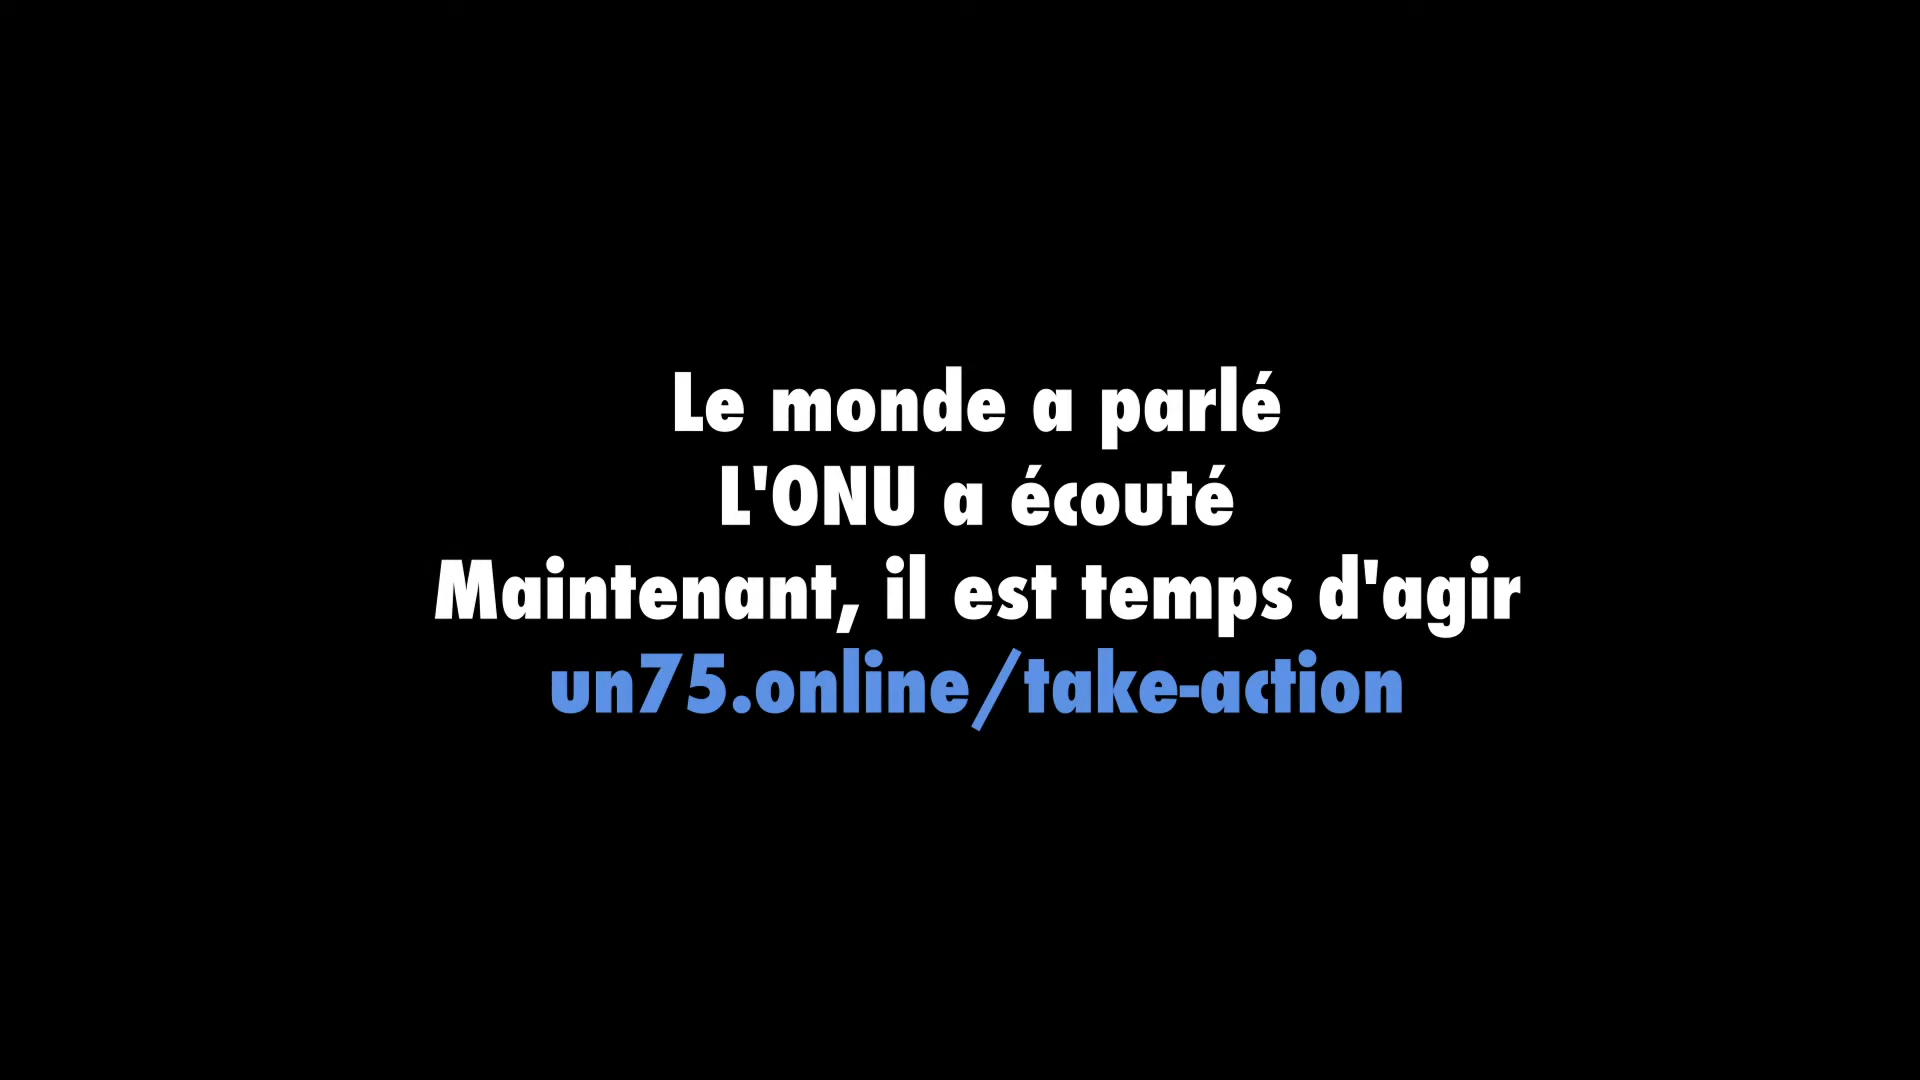 Le monde a parlé
L'ONU a écouté
Maintenant, il est temps d'agir
un75.online/take-action